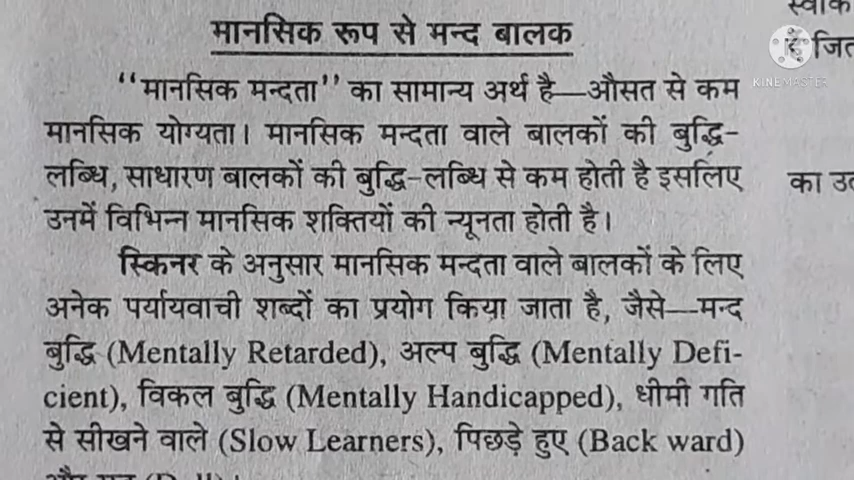 मानसिक रूप से मन्द बालक
‘‘मानसिक मन्दता’’ का सामान्य अर्थ है—औसत से कम
मानसिक योग्यता। मानसिक मन्दता वाले बालकों की बुद्धि-
लब्धि, साधारण बालकों की बुद्धि-लब्धि से कम होती है इसलिए
उनमें विभिन्न मानसिक शक्तियों की न्यूनता होती है।
स्किनर के अनुसार मानसिक मन्दता वाले बालकों के लिए
अनेक पर्यायवाची शब्दों का प्रयोग किया जाता है, जैसे—मन्द
बुद्धि (Mentally Retarded), अल्प बुद्धि (Mentally Defi-
cient), विकल बुद्धि (Mentally Handicapped), धीमी गति
से सीखने वाले (Slow Learners), पिछड़े हुए (Back ward)
KINEMASTER
का